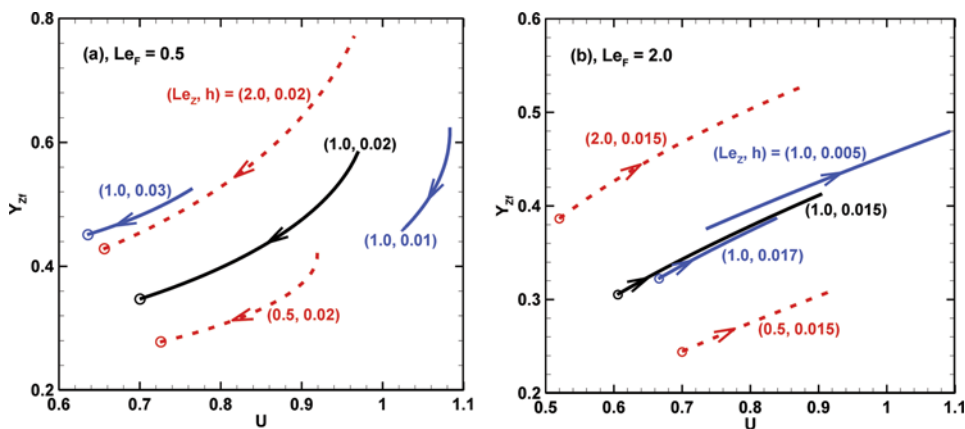 (a), Le_F = 0.5
(Le_Z, h) = (2.0, 0.02)
(1.0, 0.02)
(1.0, 0.03)
(1.0, 0.01)
(0.5, 0.02)
Y_Zf
0.8
0.6
0.4
0.2
0.6 0.7 0.8 0.9 1 1.1
U
(b), Le_F = 2.0
(2.0, 0.015)
(Le_Z, h) = (1.0, 0.005)
(1.0, 0.015)
(1.0, 0.017)
(0.5, 0.015)
Y_Zf
0.6
0.5
0.4
0.3
0.2
0.5 0.6 0.7 0.8 0.9 1 1.1
U